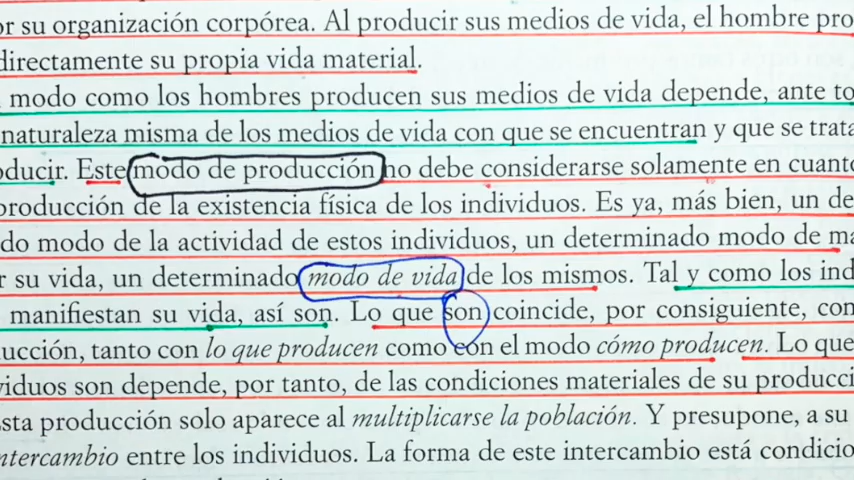 or su organización corpórea. Al producir sus medios de vida, el hombre pro
directamente su propia vida material.
modo como los hombres producen sus medios de vida depende, ante to
naturaleza misma de los medios de vida con que se encuentran y que se trata
oducir. Este modo de producción no debe considerarse solamente en cuanto
producción de la existencia física de los individuos. Es ya, más bien, un de
do modo de la actividad de estos individuos, un determinado modo de ma
r su vida, un determinado modo de vida de los mismos. Tal y como los ind
manifiestan su vida, así son. Lo que son coincide, por consiguiente, con
ucción, tanto con lo que producen como con el modo cómo producen. Lo que
viduos son depende, por tanto, de las condiciones materiales de su producci
sta producción solo aparece al multiplicarse la población. Y presupone, a su
ntercambio entre los individuos. La forma de este intercambio está condicio